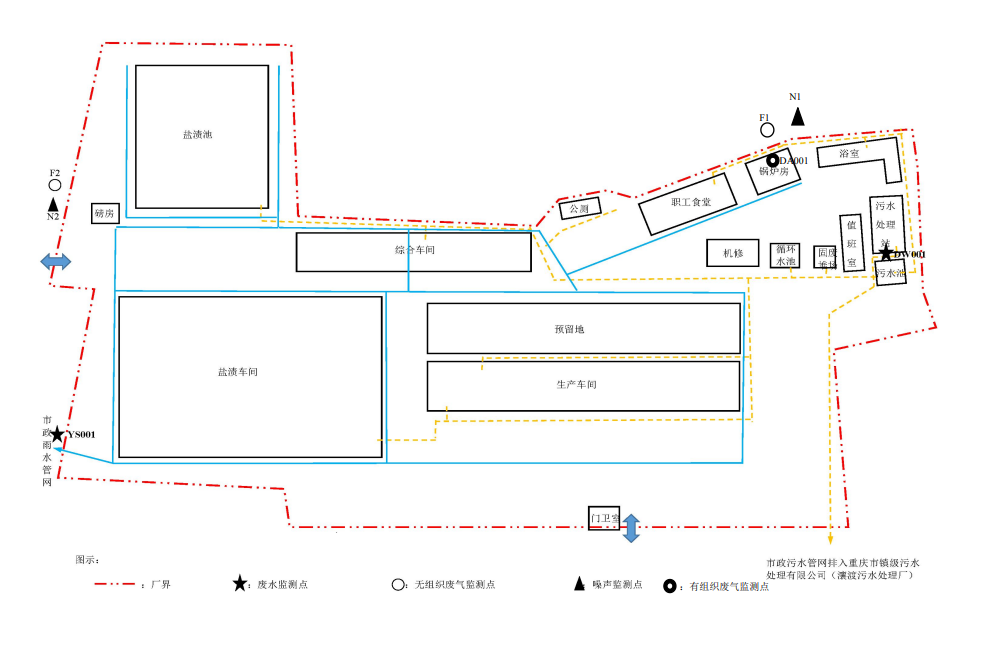 N1
F1
盐渍池
DA001
浴室
锅炉房
F2
N2
磅房
公测
职工食堂
污水
处理
站
值
班
室
综合车间
机修
循环
水池
固废
堆场
DW001
污水池
预留地
盐渍车间
生产车间
市
政
雨
水
管
网
YS001
门卫室
图示：
：厂界
：废水监测点
：无组织废气监测点
：噪声监测点
：有组织废气监测点
市政污水管网排入重庆市镇级污水
处理有限公司（瀼渡污水处理厂）